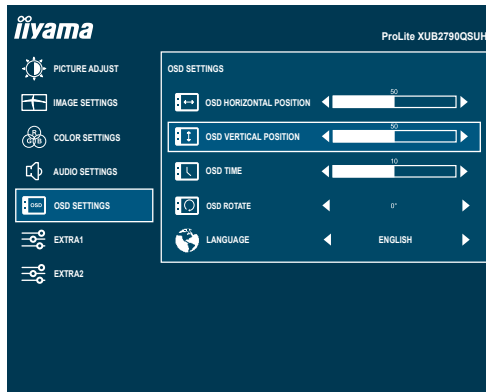 iiyama
ProLite XUB2790QSUH
PICTURE ADJUST
IMAGE SETTINGS
R
G B
COLOR SETTINGS
AUDIO SETTINGS
OSD
OSD SETTINGS
EXTRA1
EXTRA2
OSD SETTINGS
OSD HORIZONTAL POSITION
50
OSD VERTICAL POSITION
50
OSD TIME
10
OSD ROTATE
0°
LANGUAGE
ENGLISH